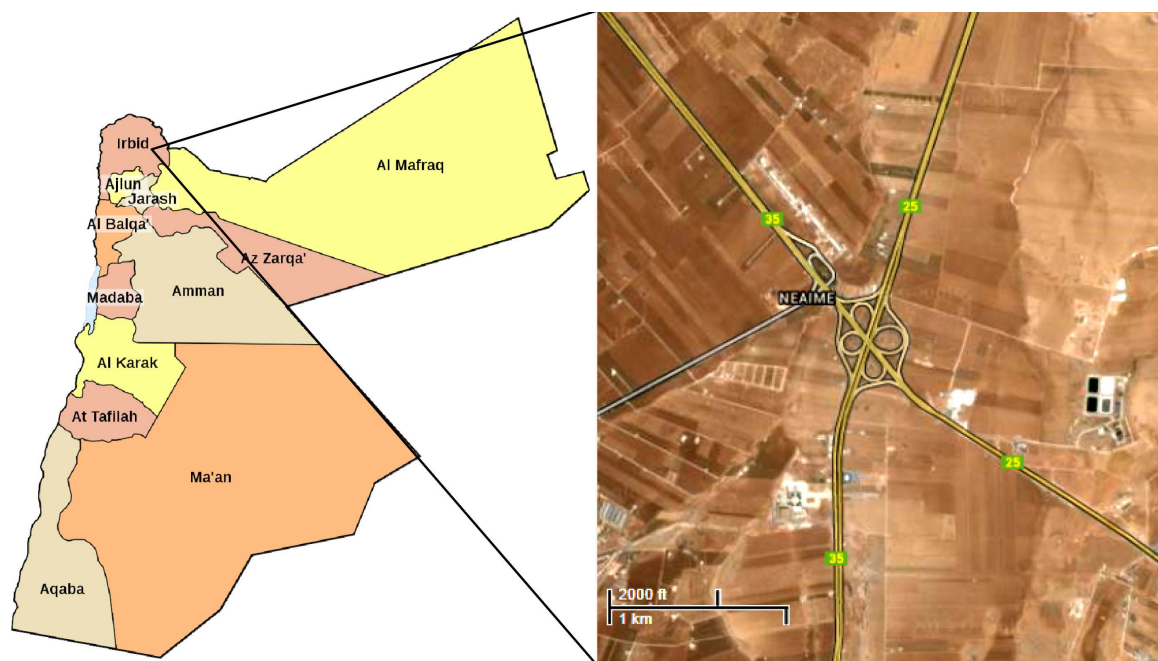 Irbid
Al Mafraq
Ajlun
Jarash
Al Balqa'
Az Zarqa'
Madaba
Amman
Al Karak
At Tafilah
Ma'an
Aqaba
25
35
NEAIME
25
35
2000 ft
1 km